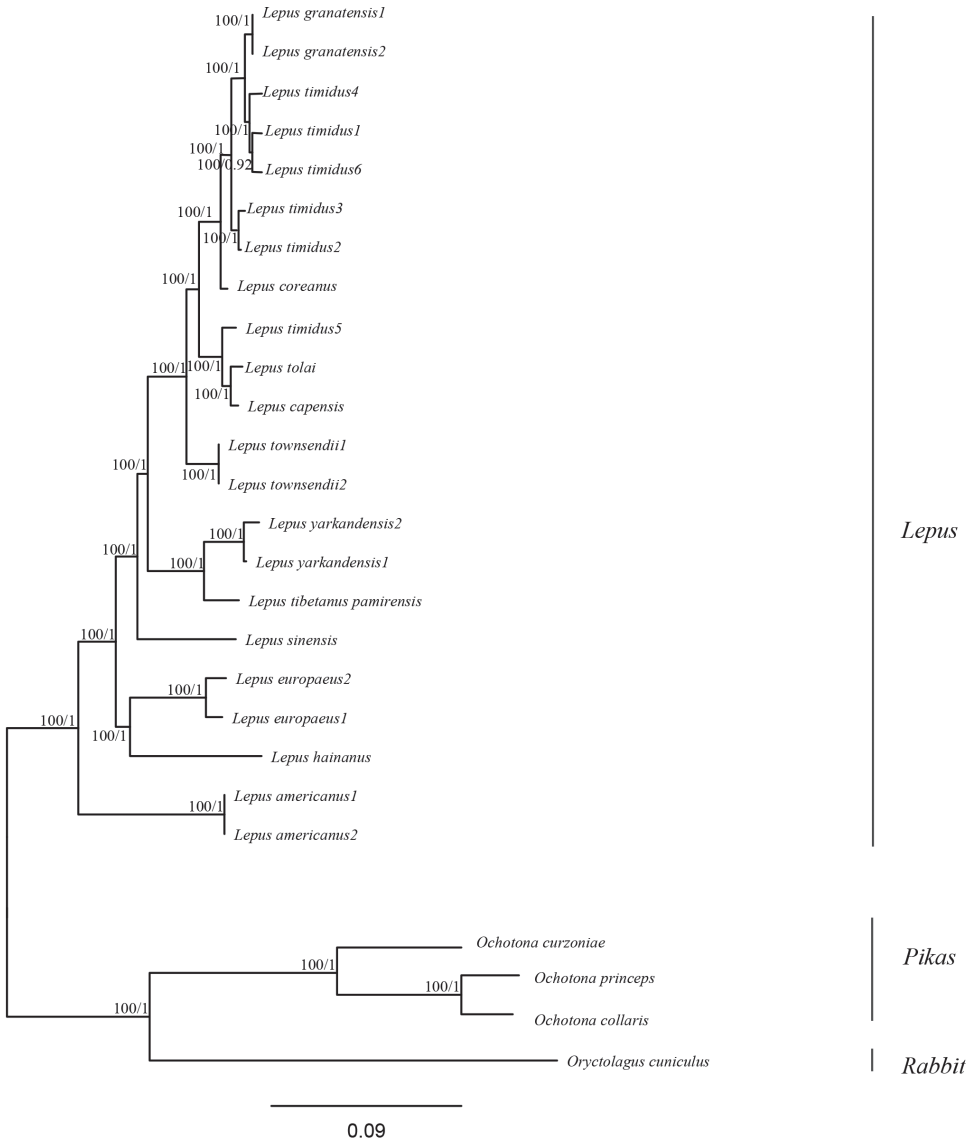 Lepus granatensis1
100/1
Lepus granatensis2
100/1
Lepus timidus4
100/1
Lepus timidus1
100/1
100/0.92
Lepus timidus6
Lepus timidus3
100/1
100/1
Lepus timidus2
100/1
Lepus coreanus
Lepus timidus5
100/1
100/1
Lepus tolai
100/1
Lepus capensis
Lepus townsendii1
100/1
100/1
Lepus townsendii2
Lepus yarkandensis2
Lepus
100/1
100/1
100/1
Lepus yarkandensis1
Lepus tibetanus pamirensis
100/1
Lepus sinensis
Lepus europaeus2
100/1
Lepus europaeus1
100/1
100/1
Lepus hainanus
Lepus americanus1
100/1
Lepus americanus2
Ochotona curzoniae
Pikas
100/1
Ochotona princeps
100/1
100/1
Ochotona collaris
Oryctolagus cuniculus
Rabbit
0.09